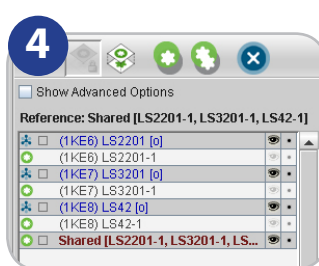 4
Show Advanced Options
Reference: Shared [LS2201-1, LS3201-1, LS42-1]
(1KE6) LS2201 [o]
(1KE6) LS2201-1
(1KE7) LS3201 [o]
(1KE7) LS3201-1
(1KE8) LS42 [o]
(1KE8) LS42-1
Shared [LS2201-1, LS3201-1, LS...